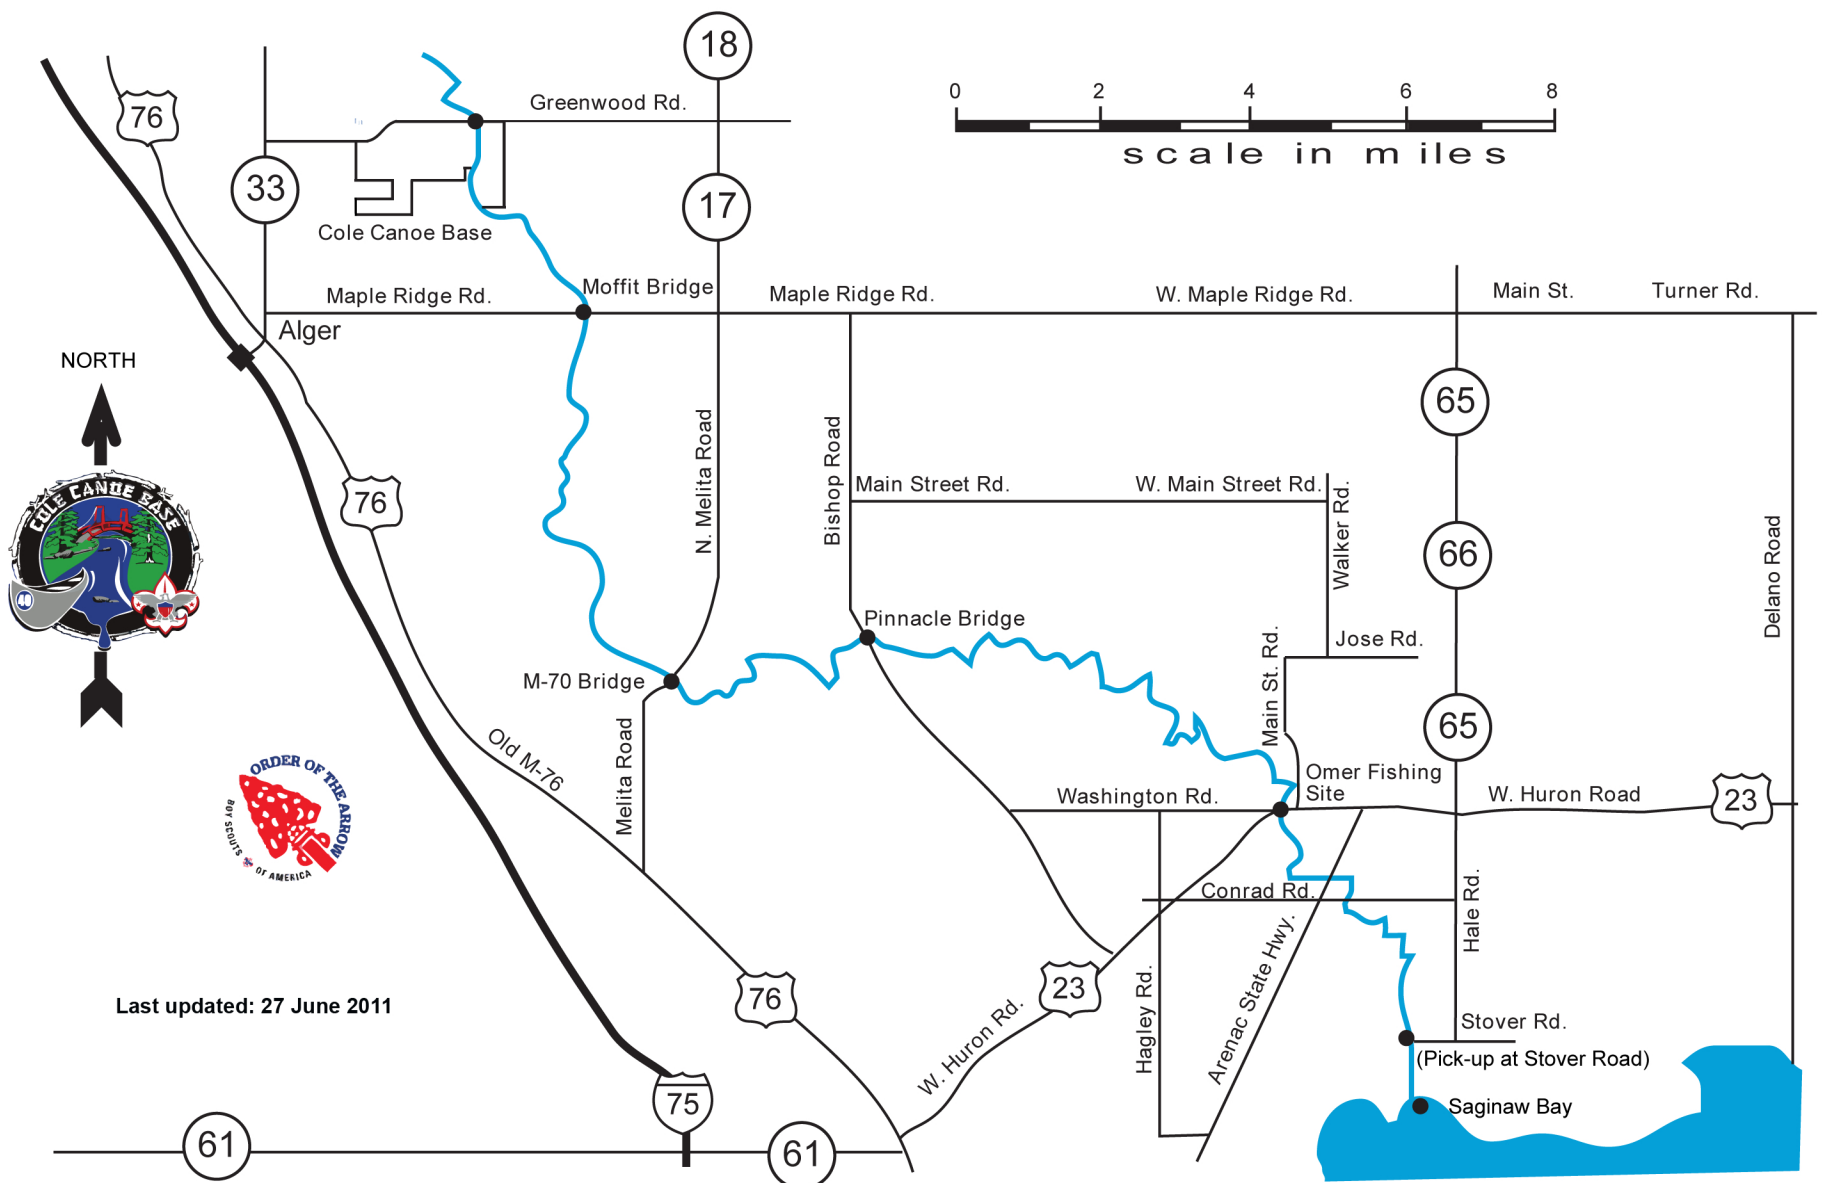 18
76
Greenwood Rd.
0 2 4 6 8
scale in miles
33
17
Cole Canoe Base
Moffit Bridge
Maple Ridge Rd.
Maple Ridge Rd.
W. Maple Ridge Rd.
Main St.
Turner Rd.
Alger
NORTH
65
COLE CANOE BASE
48
76
N. Melita Road
Bishop Road
Main Street Rd.
W. Main Street Rd.
Walker Rd.
66
Delano Road
Pinnacle Bridge
Jose Rd.
M-70 Bridge
Main St. Rd.
65
Old M-76
Melita Road
ORDER OF THE ARROW
BOY SCOUTS OF AMERICA
Omer Fishing
Site
Washington Rd.
W. Huron Road
23
Conrad Rd.
Hale Rd.
Last updated: 27 June 2011
76
23
W. Huron Rd.
Hagley Rd.
Arenac State Hwy.
Stover Rd.
(Pick-up at Stover Road)
75
Saginaw Bay
61
61